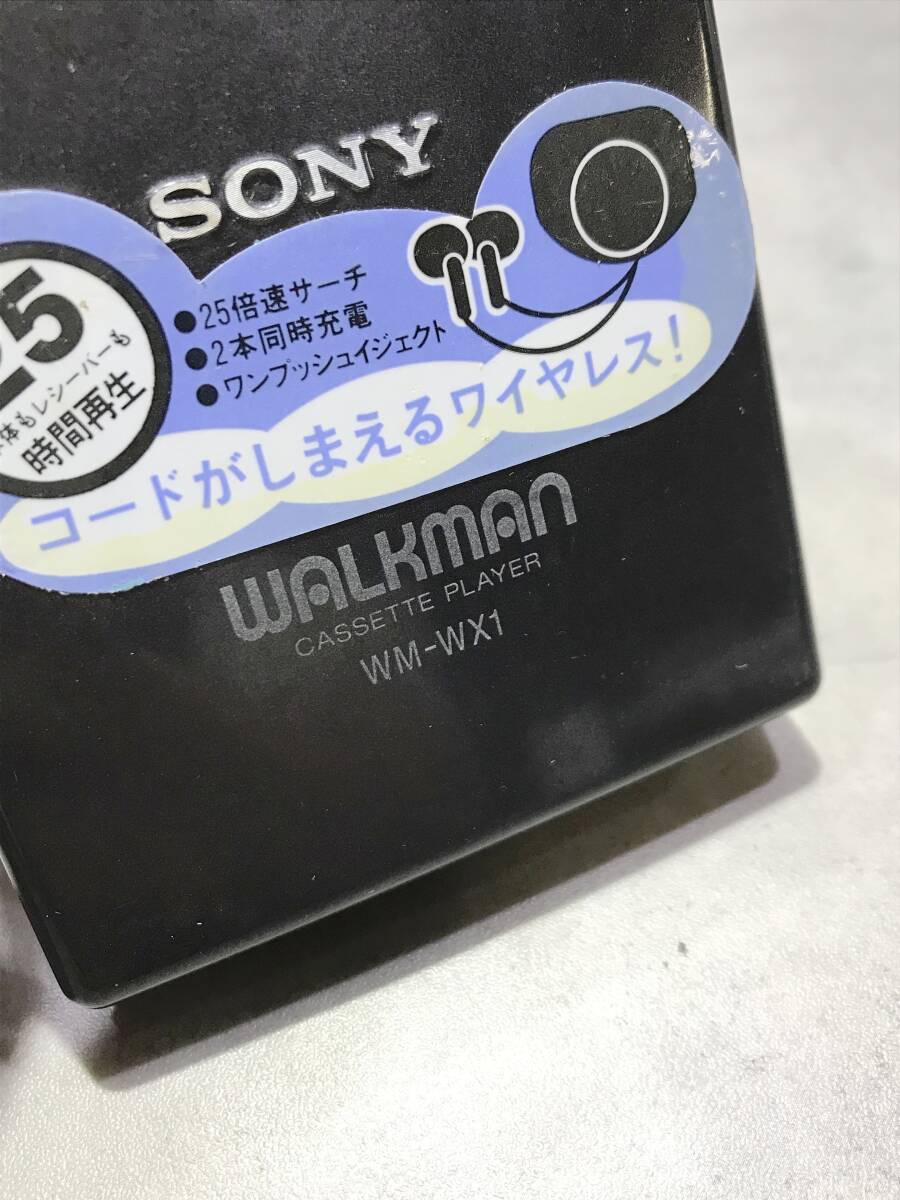 SONY
25
体もレシーバーも
時間再生
●25倍速サーチ
●2本同時充電
●ワンプッシュイジェクト
コードがしまえるワイヤレス!
WALKMAN
CASSETTE PLAYER
WM-WX1